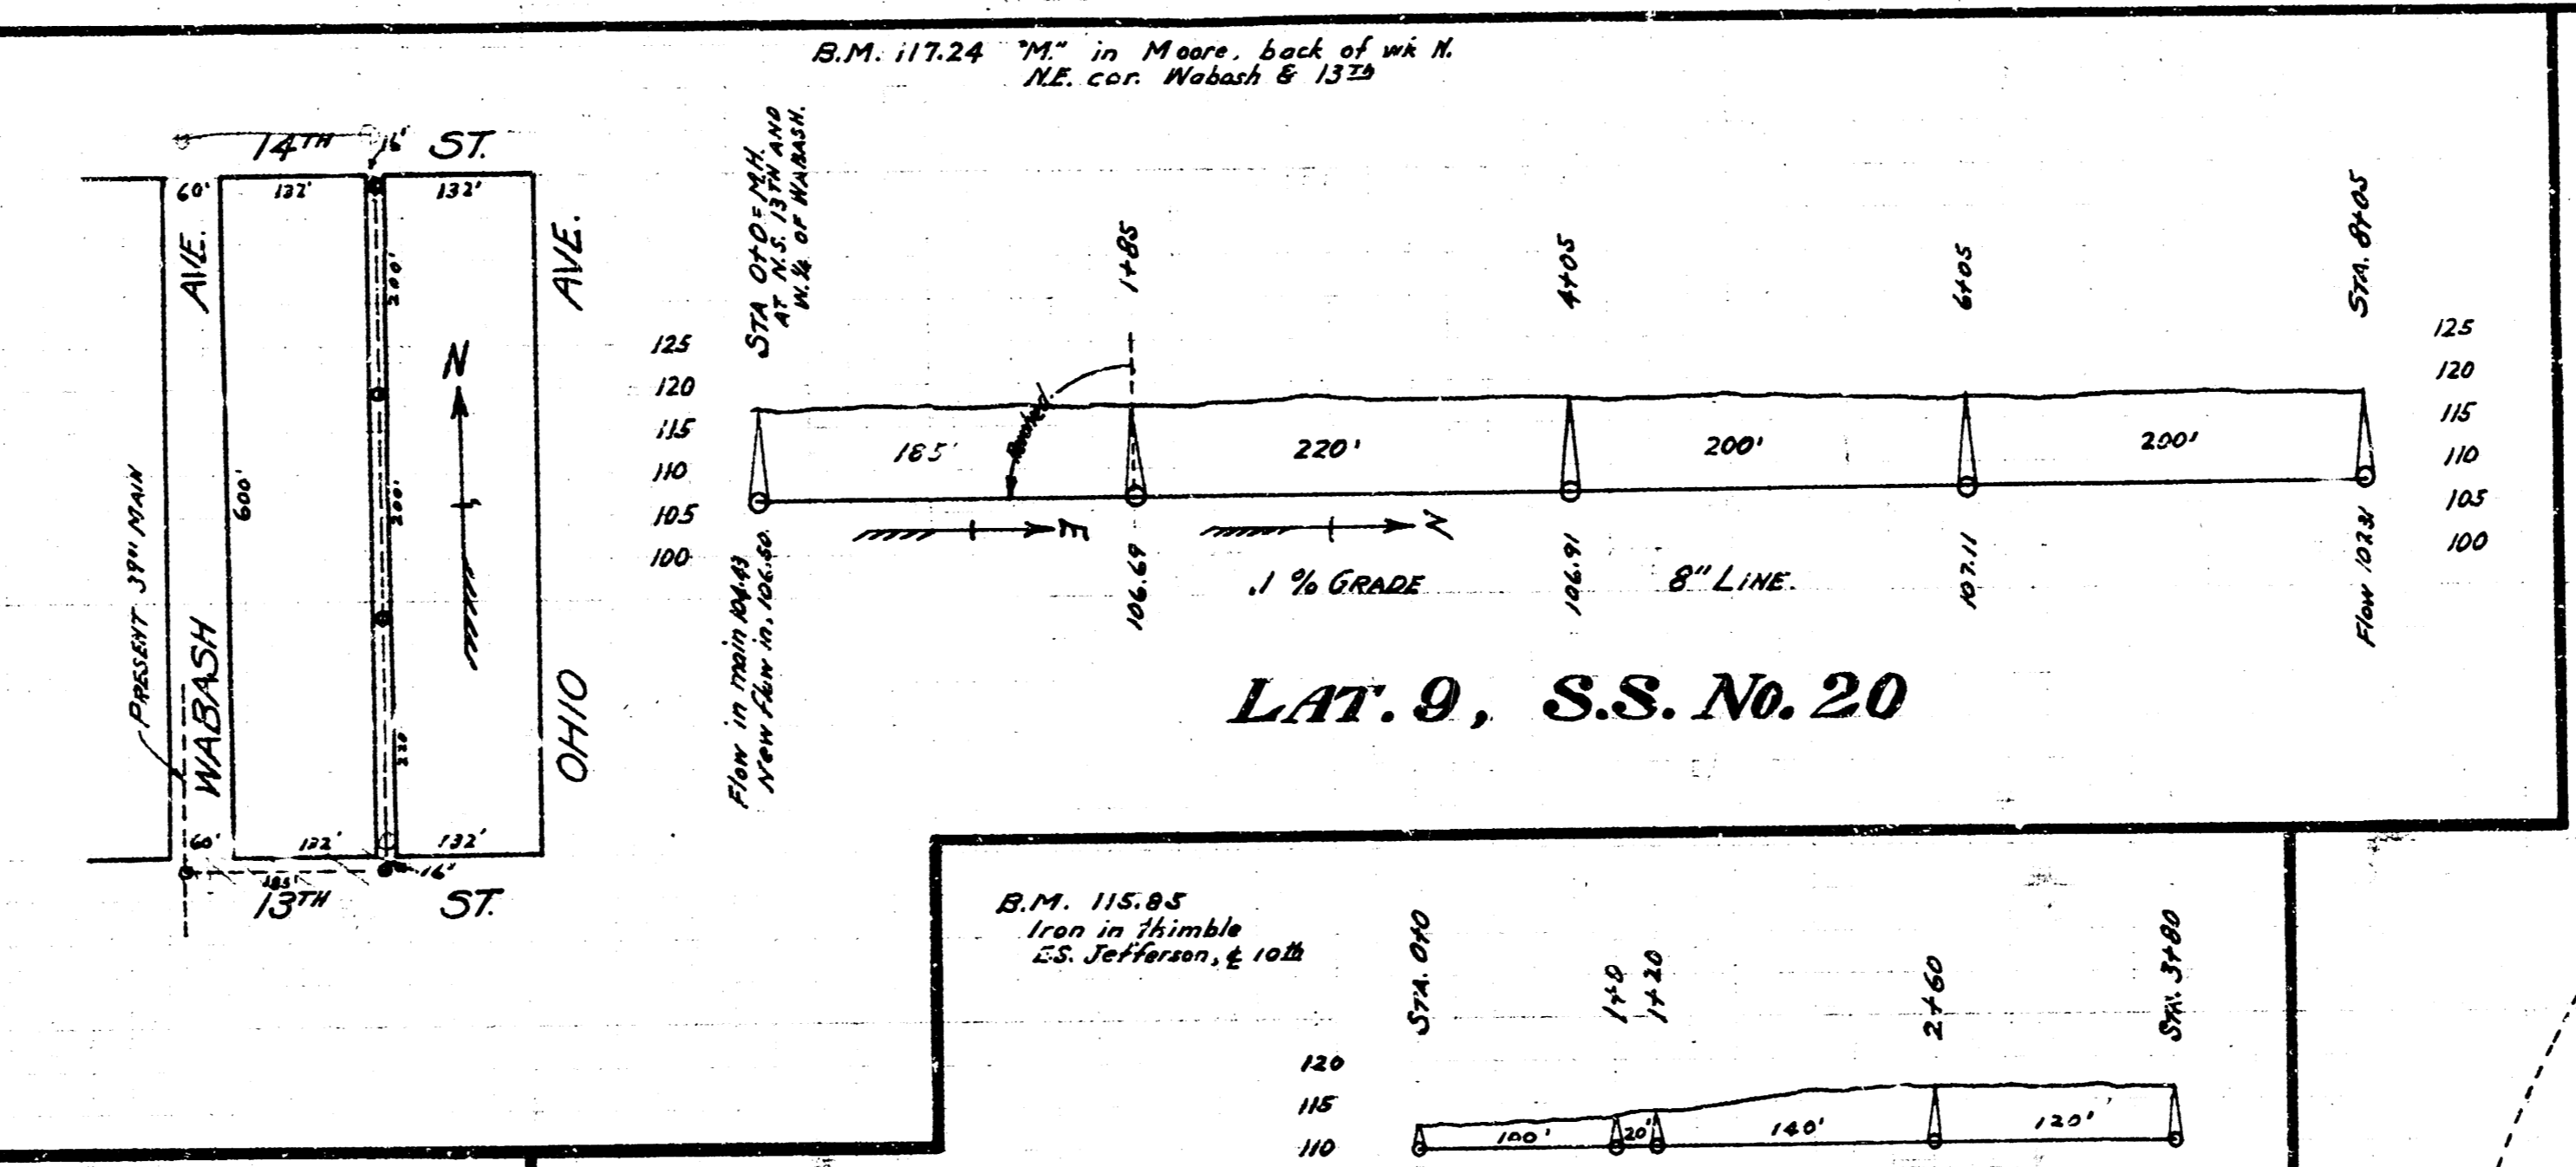 B.M. 117.24 "M." in Moore, back of wk N.
N.E. cor. Wabash & 13TH
14TH ST.
16'
60' 132' 132'
AVE.
AVE.
200'
N
600'
200'
PRESENT 39" MAIN
WABASH
OHIO
220
60' 132' 132'
16'
185'
13TH ST.
STA 0+0 = M.H.
AT N.S. 13TH AND
W. 1/4 OF WABASH.
1+85
4+05
6+05
STA. 8+05
125
120
115
110
105
100
125
120
115
110
105
100
185'
220'
200'
200'
E
N
Flow in main 104.43
New flow in. 106.50
106.69
.1 % GRADE
106.91
8" LINE.
107.11
Flow 107.31
LAT. 9, S.S. No. 20
B.M. 115.85
Iron in thimble
E.S. Jefferson, ℄ 10th
STA. 0+0
1+0
1+20
2+60
STA. 3+80
120
115
110
100'
20'
140'
120'